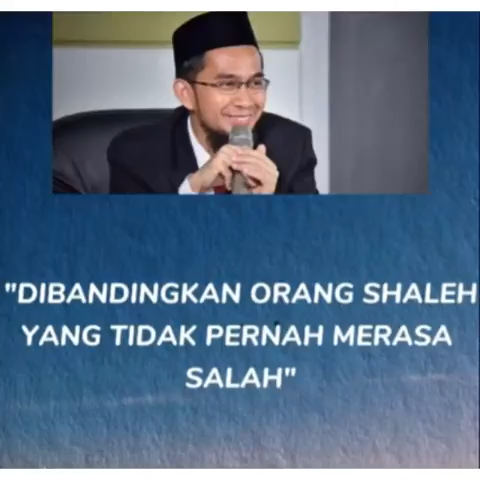 "DIBANDINGKAN ORANG SHALEH
YANG TIDAK PERNAH MERASA
SALAH"